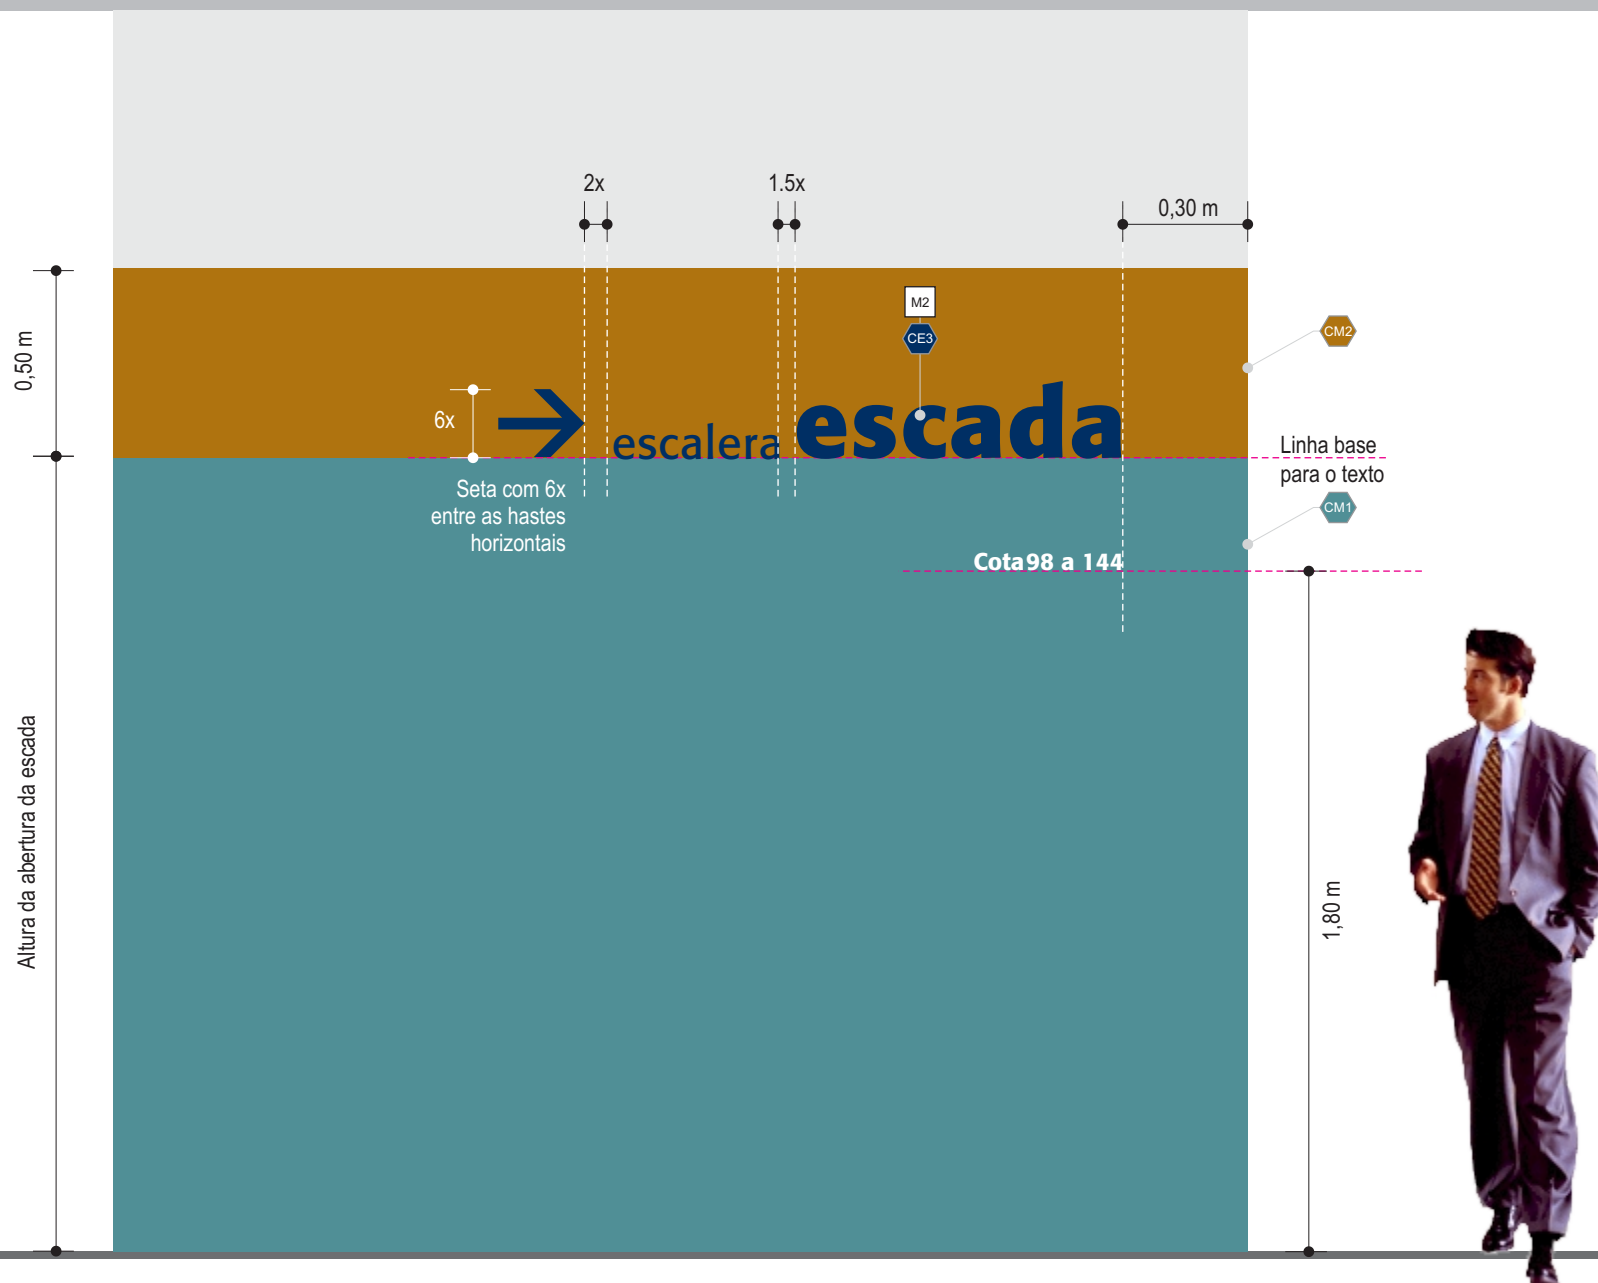 2x
1.5x
0,30 m
M2
CE3
CM2
0,50 m
6x
escalera escada
Linha base
para o texto
Seta com 6x
entre as hastes
horizontais
CM1
Cota98 a 144
Altura da abertura da escada
1,80 m